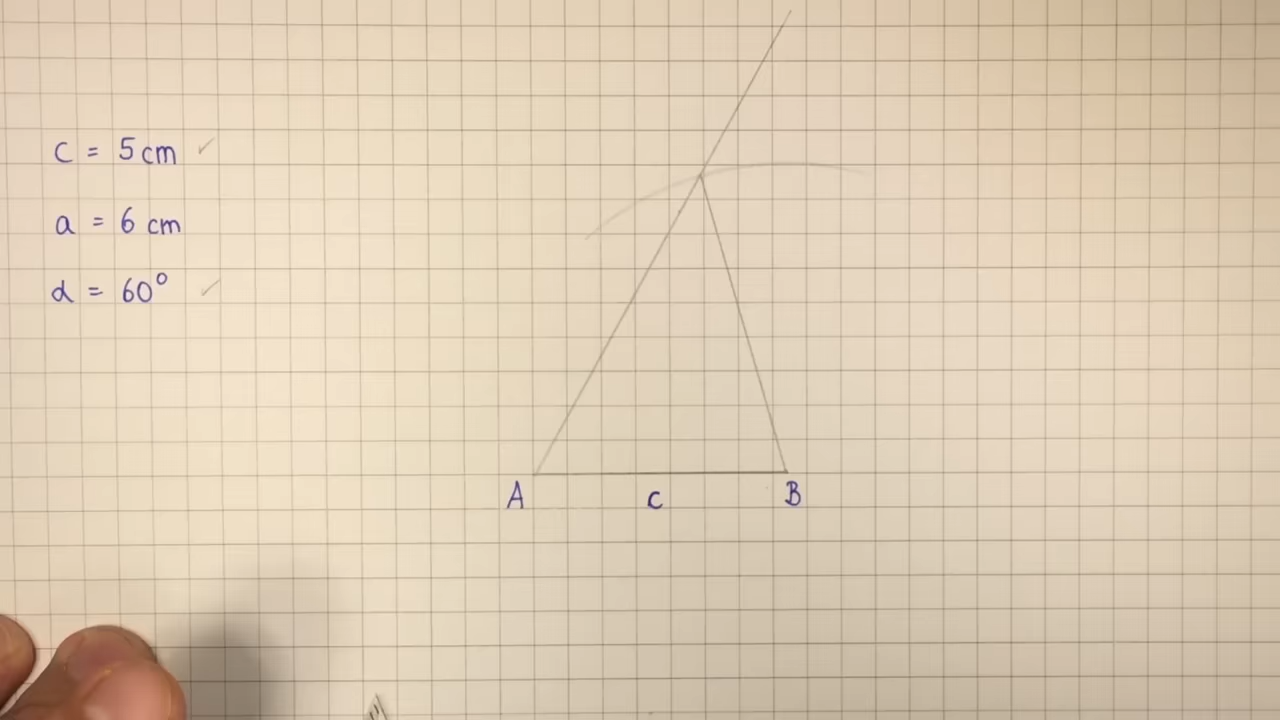 c = 5 cm ✓
a = 6 cm
α = 60° ✓
A c B